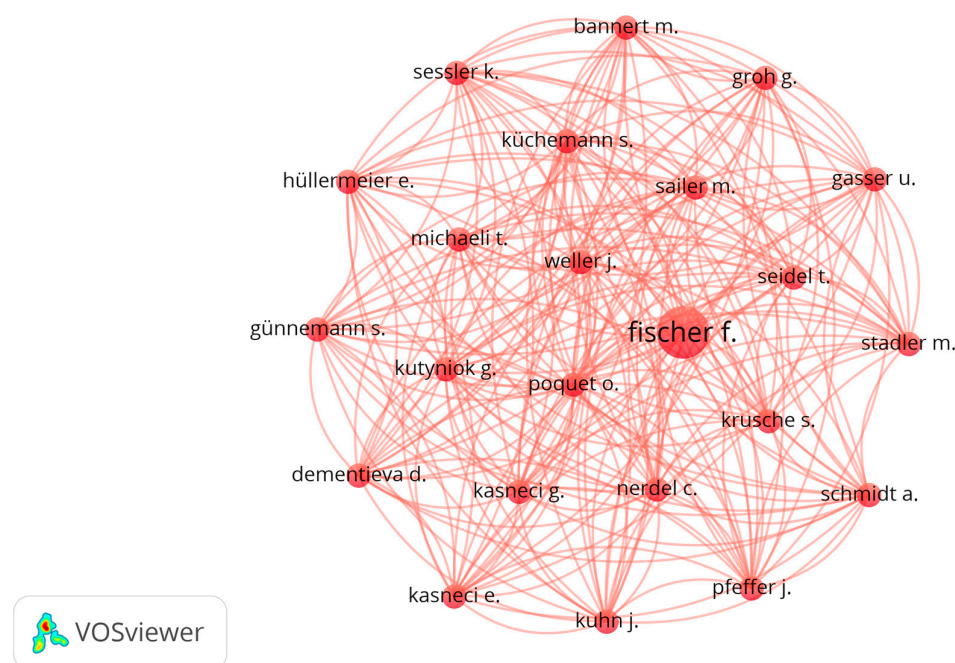 bannert m.
sessler k.
groh g.
küchemann s.
hüllermeier e.
sailer m.
gasser u.
michaeli t.
weller j.
seidel t.
günnemann s.
fischer f.
stadler m.
kutyniok g.
poquet o.
krusche s.
dementieva d.
kasneci g.
nerdel c.
schmidt a.
kasneci e.
pfeffer j.
kuhn j.
VOSviewer